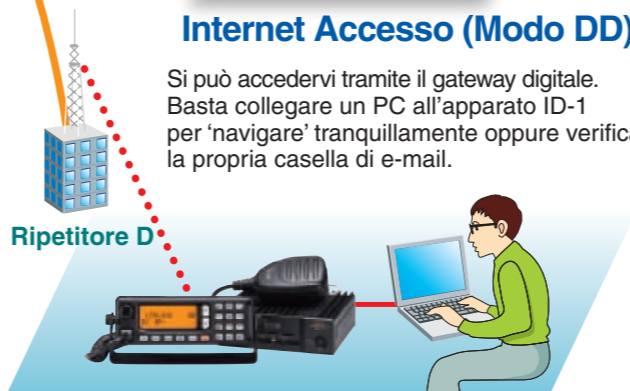 Internet Accesso (Modo DD)
Si può accedervi tramite il gateway digitale.
Basta collegare un PC all'apparato ID-1
per 'navigare' tranquillamente oppure verifica
la propria casella di e-mail.
Ripetitore D